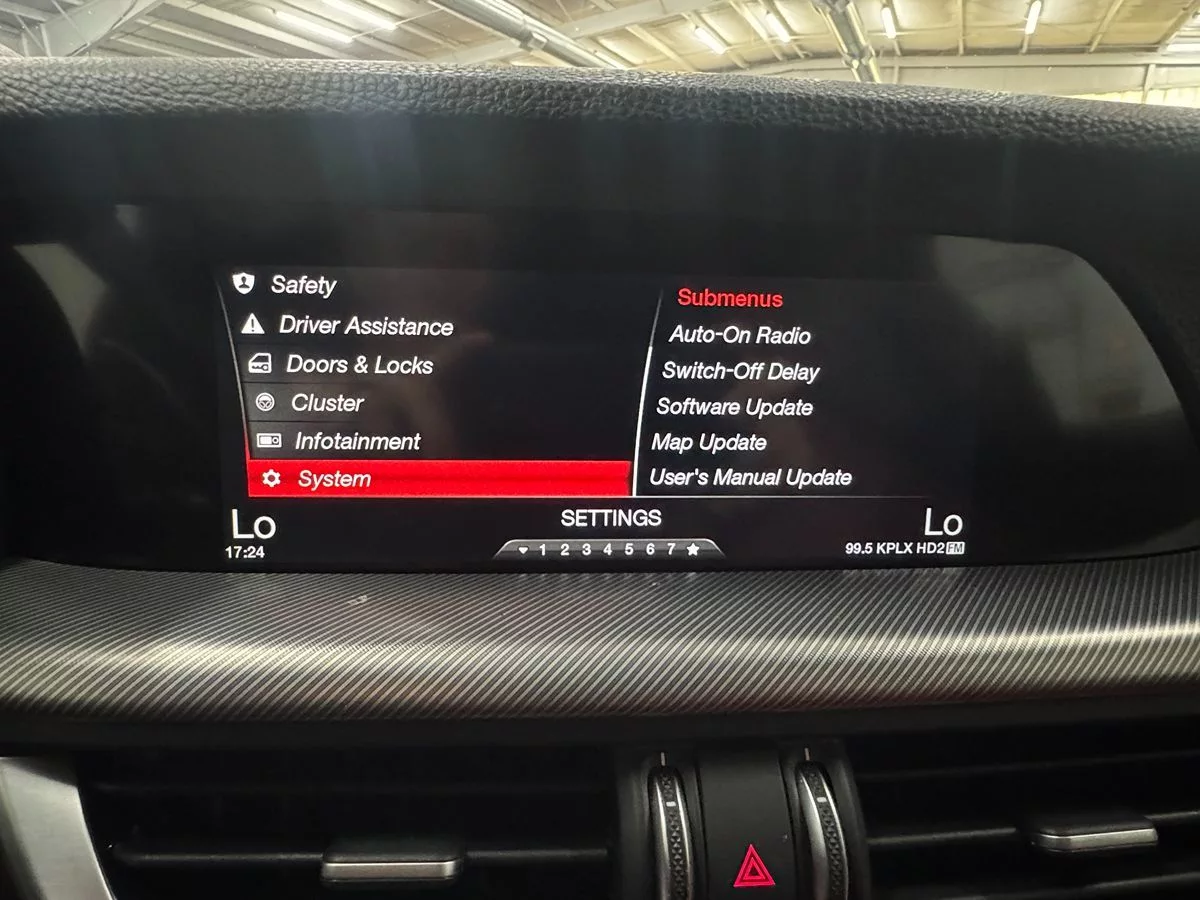 Safety
Driver Assistance
Doors & Locks
Cluster
Infotainment
System
Submenus
Auto-On Radio
Switch-Off Delay
Software Update
Map Update
User's Manual Update
Lo
SETTINGS
Lo
17:24
1 2 3 4 5 6 7
99.5 KPLX HD2 FM